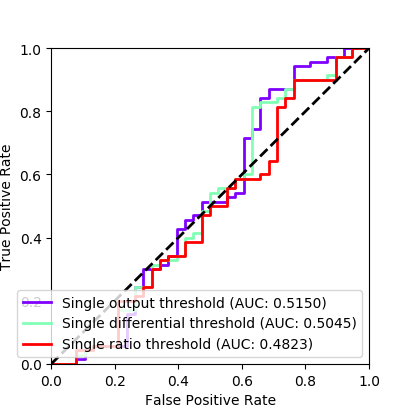 1.0
0.8
0.6
0.4
0.2
0.0
True Positive Rate
Single output threshold (AUC: 0.5150)
Single differential threshold (AUC: 0.5045)
Single ratio threshold (AUC: 0.4823)
0.0 0.2 0.4 0.6 0.8 1.0
False Positive Rate